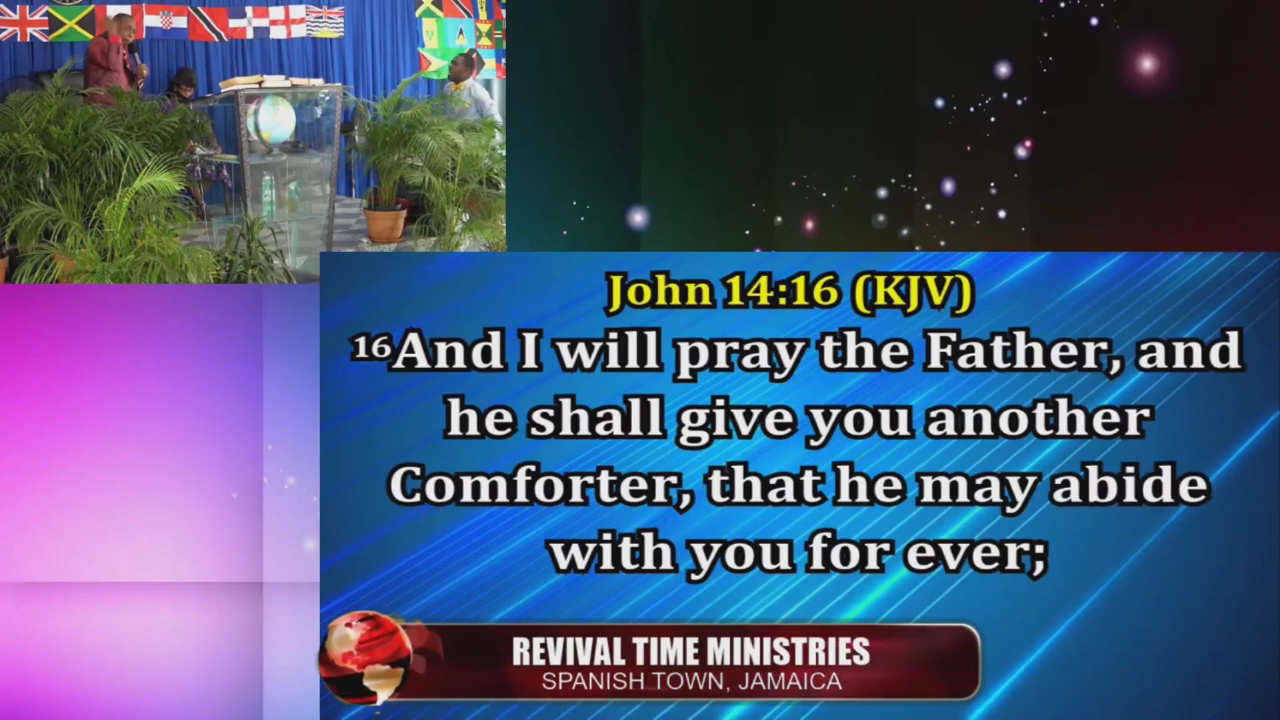 John 14:16 (KJV)
16And I will pray the Father, and
he shall give you another
Comforter, that he may abide
with you for ever;
REVIVAL TIME MINISTRIES
SPANISH TOWN, JAMAICA